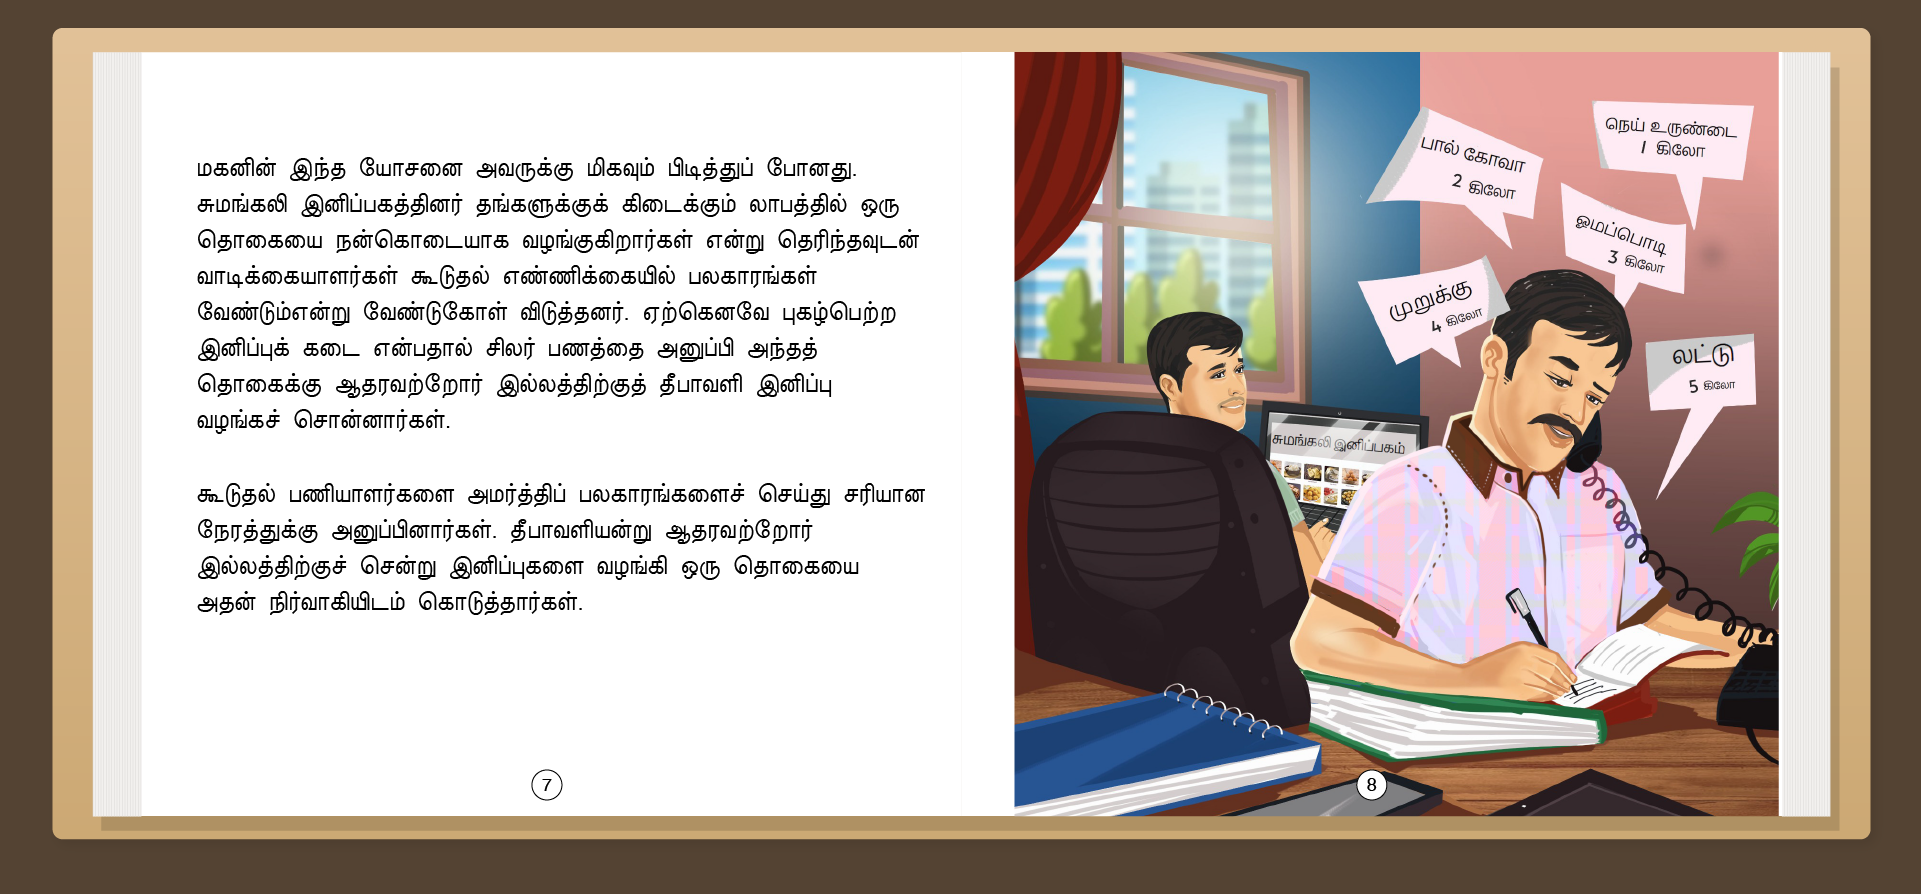 மகனின் இந்த யோசனை அவருக்கு மிகவும் பிடித்துப் போனது.
சுமங்கலி இனிப்பகத்தினர் தங்களுக்குக் கிடைக்கும் லாபத்தில் ஒரு
தொகையை நன்கொடையாக வழங்குகிறார்கள் என்று தெரிந்தவுடன்
வாடிக்கையாளர்கள் கூடுதல் எண்ணிக்கையில் பலகாரங்கள்
வேண்டும்என்று வேண்டுகோள் விடுத்தனர். ஏற்கெனவே புகழ்பெற்ற
இனிப்புக் கடை என்பதால் சிலர் பணத்தை அனுப்பி அந்தத்
தொகைக்கு ஆதரவற்றோர் இல்லத்திற்குத் தீபாவளி இனிப்பு
வழங்கச் சொன்னார்கள்.
கூடுதல் பணியாளர்களை அமர்த்திப் பலகாரங்களைச் செய்து சரியான
நேரத்துக்கு அனுப்பினார்கள். தீபாவளியன்று ஆதரவற்றோர்
இல்லத்திற்குச் சென்று இனிப்புகளை வழங்கி ஒரு தொகையை
அதன் நிர்வாகியிடம் கொடுத்தார்கள்.
7
பால் கோவா
2 கிலோ
நெய் உருண்டை
1 கிலோ
ஓமப்பொடி
3 கிலோ
முறுக்கு
4 கிலோ
லட்டு
5 கிலோ
சுமங்கலி இனிப்பகம்
8